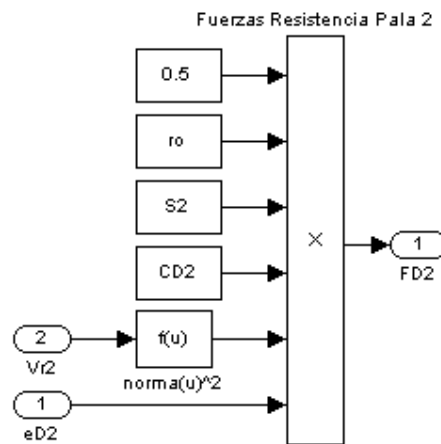 Fuerzas Resistencia Pala 2
0.5
ro
S2
CD2
×
1
FD2
2
Vr2
f(u)
norma(u)^2
1
eD2